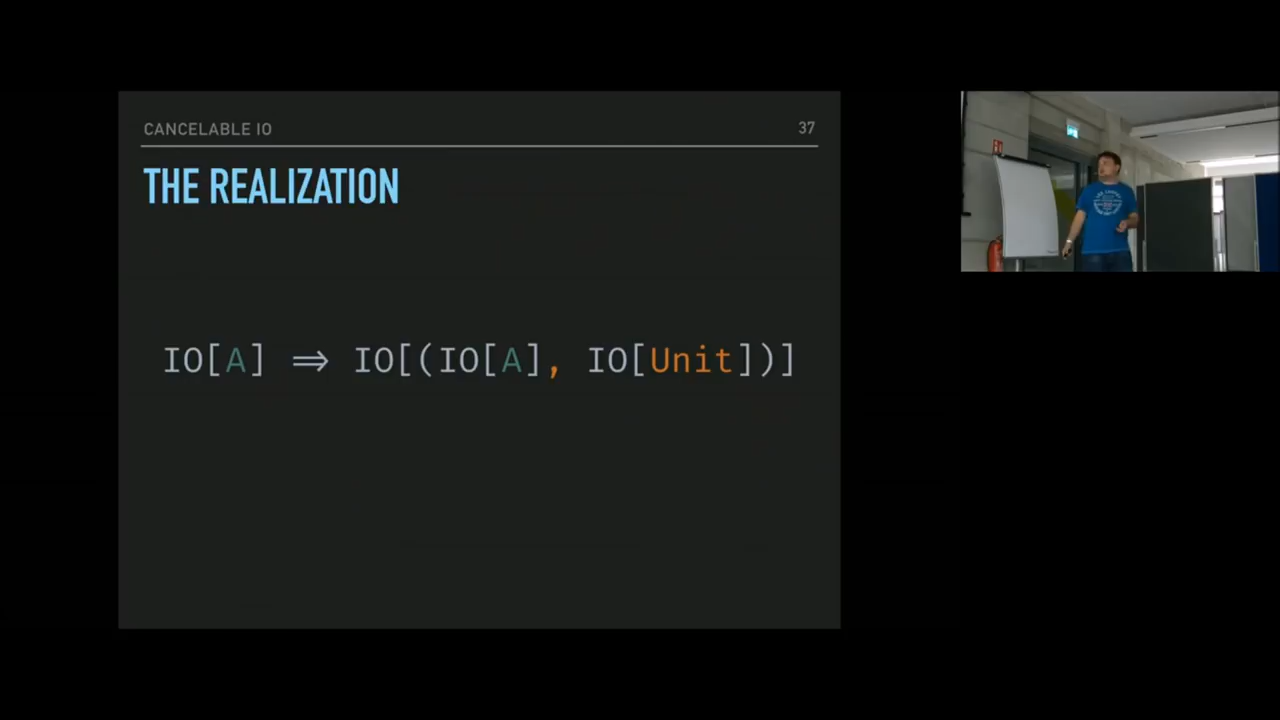 CANCELABLE IO
37
THE REALIZATION
IO[A] ⇒ IO[(IO[A], IO[Unit])]